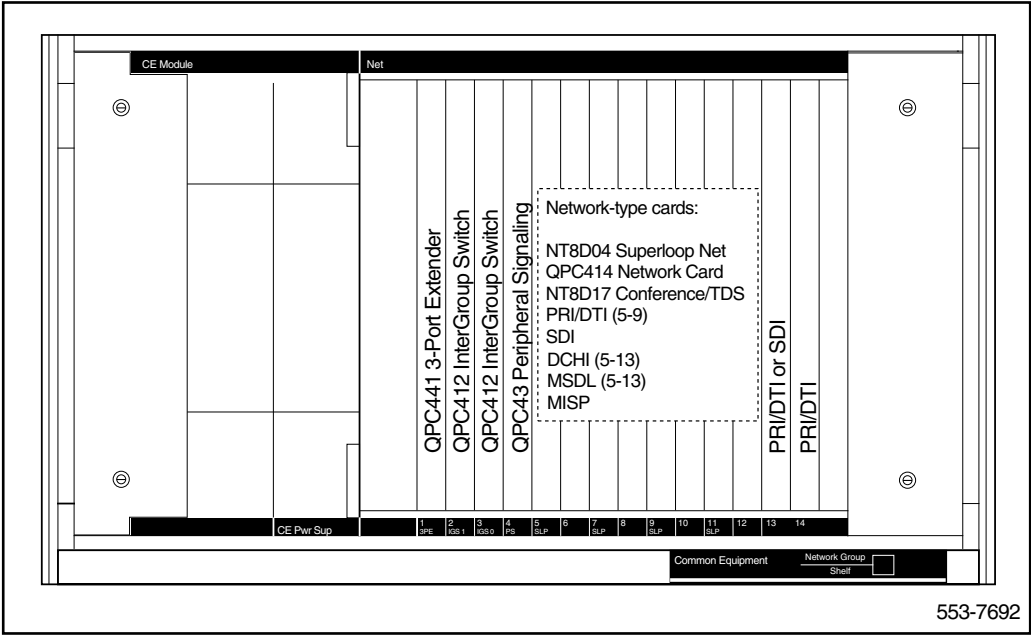 CE Module
Net
QPC441 3-Port Extender
QPC412 InterGroup Switch
QPC412 InterGroup Switch
QPC43 Peripheral Signaling
Network-type cards:
NT8D04 Superloop Net
QPC414 Network Card
NT8D17 Conference/TDS
PRI/DTI (5-9)
SDI
DCHI (5-13)
MSDL (5-13)
MISP
PRI/DTI or SDI
PRI/DTI
CE Pwr Sup
1 2 3 4 5 6 7 8 9 10 11 12 13 14
3PE IGS 1 IGS 0 PS SLP SLP SLP SLP
Common Equipment
Network Group
Shelf
553-7692